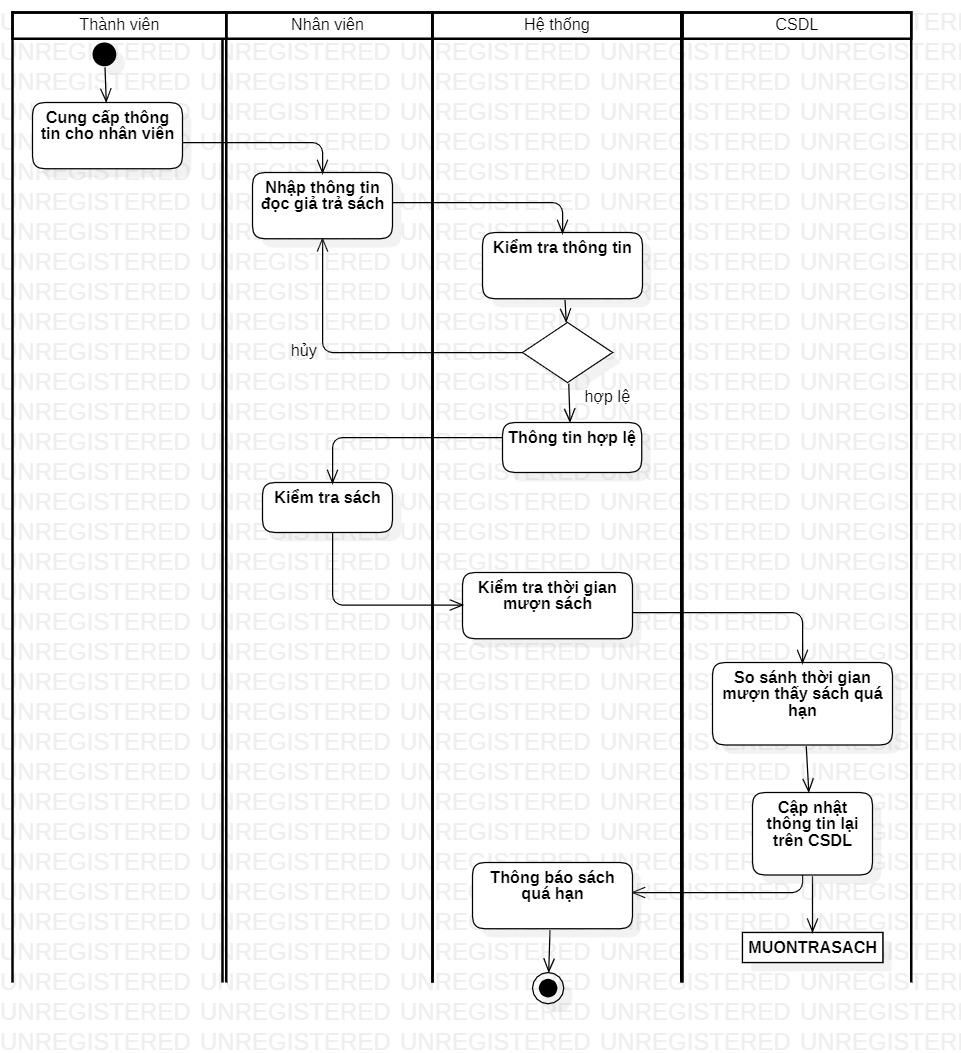 Thành viên
Nhân viên
Hệ thống
CSDL
Cung cấp thông
tin cho nhân viên
Nhập thông tin
đọc giả trả sách
Kiểm tra thông tin
hủy
hợp lệ
Thông tin hợp lệ
Kiểm tra sách
Kiểm tra thời gian
mượn sách
So sánh thời gian
mượn thấy sách quá
hạn
Cập nhật
thông tin lại
trên CSDL
Thông báo sách
quá hạn
MUONTRASACH
UNREGISTERED